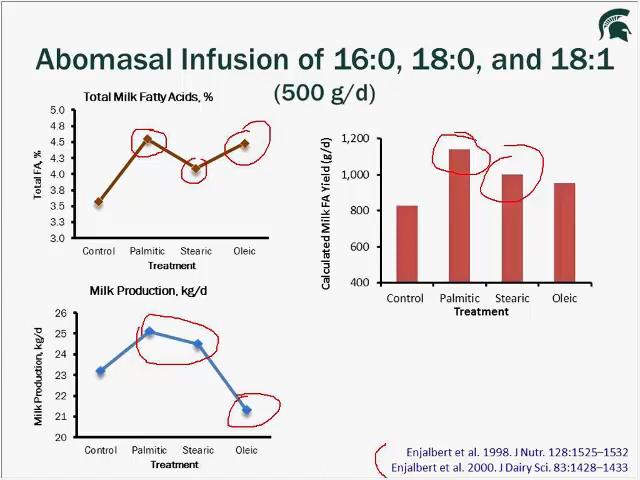 Abomasal Infusion of 16:0, 18:0, and 18:1
(500 g/d)
Total Milk Fatty Acids, %
5.0
4.8
4.5
4.3
4.0
3.8
3.5
3.3
3.0
Total FA, %
Control Palmitic Stearic Oleic
Treatment
Milk Production, kg/d
26
25
24
23
22
21
20
Milk Production, kg/d
Control Palmitic Stearic Oleic
Treatment
1,200
1,000
800
600
400
Calculated Milk FA Yield (g/d)
Control Palmitic Stearic Oleic
Treatment
Enjalbert et al. 1998. J Nutr. 128:1525–1532
Enjalbert et al. 2000. J Dairy Sci. 83:1428–1433